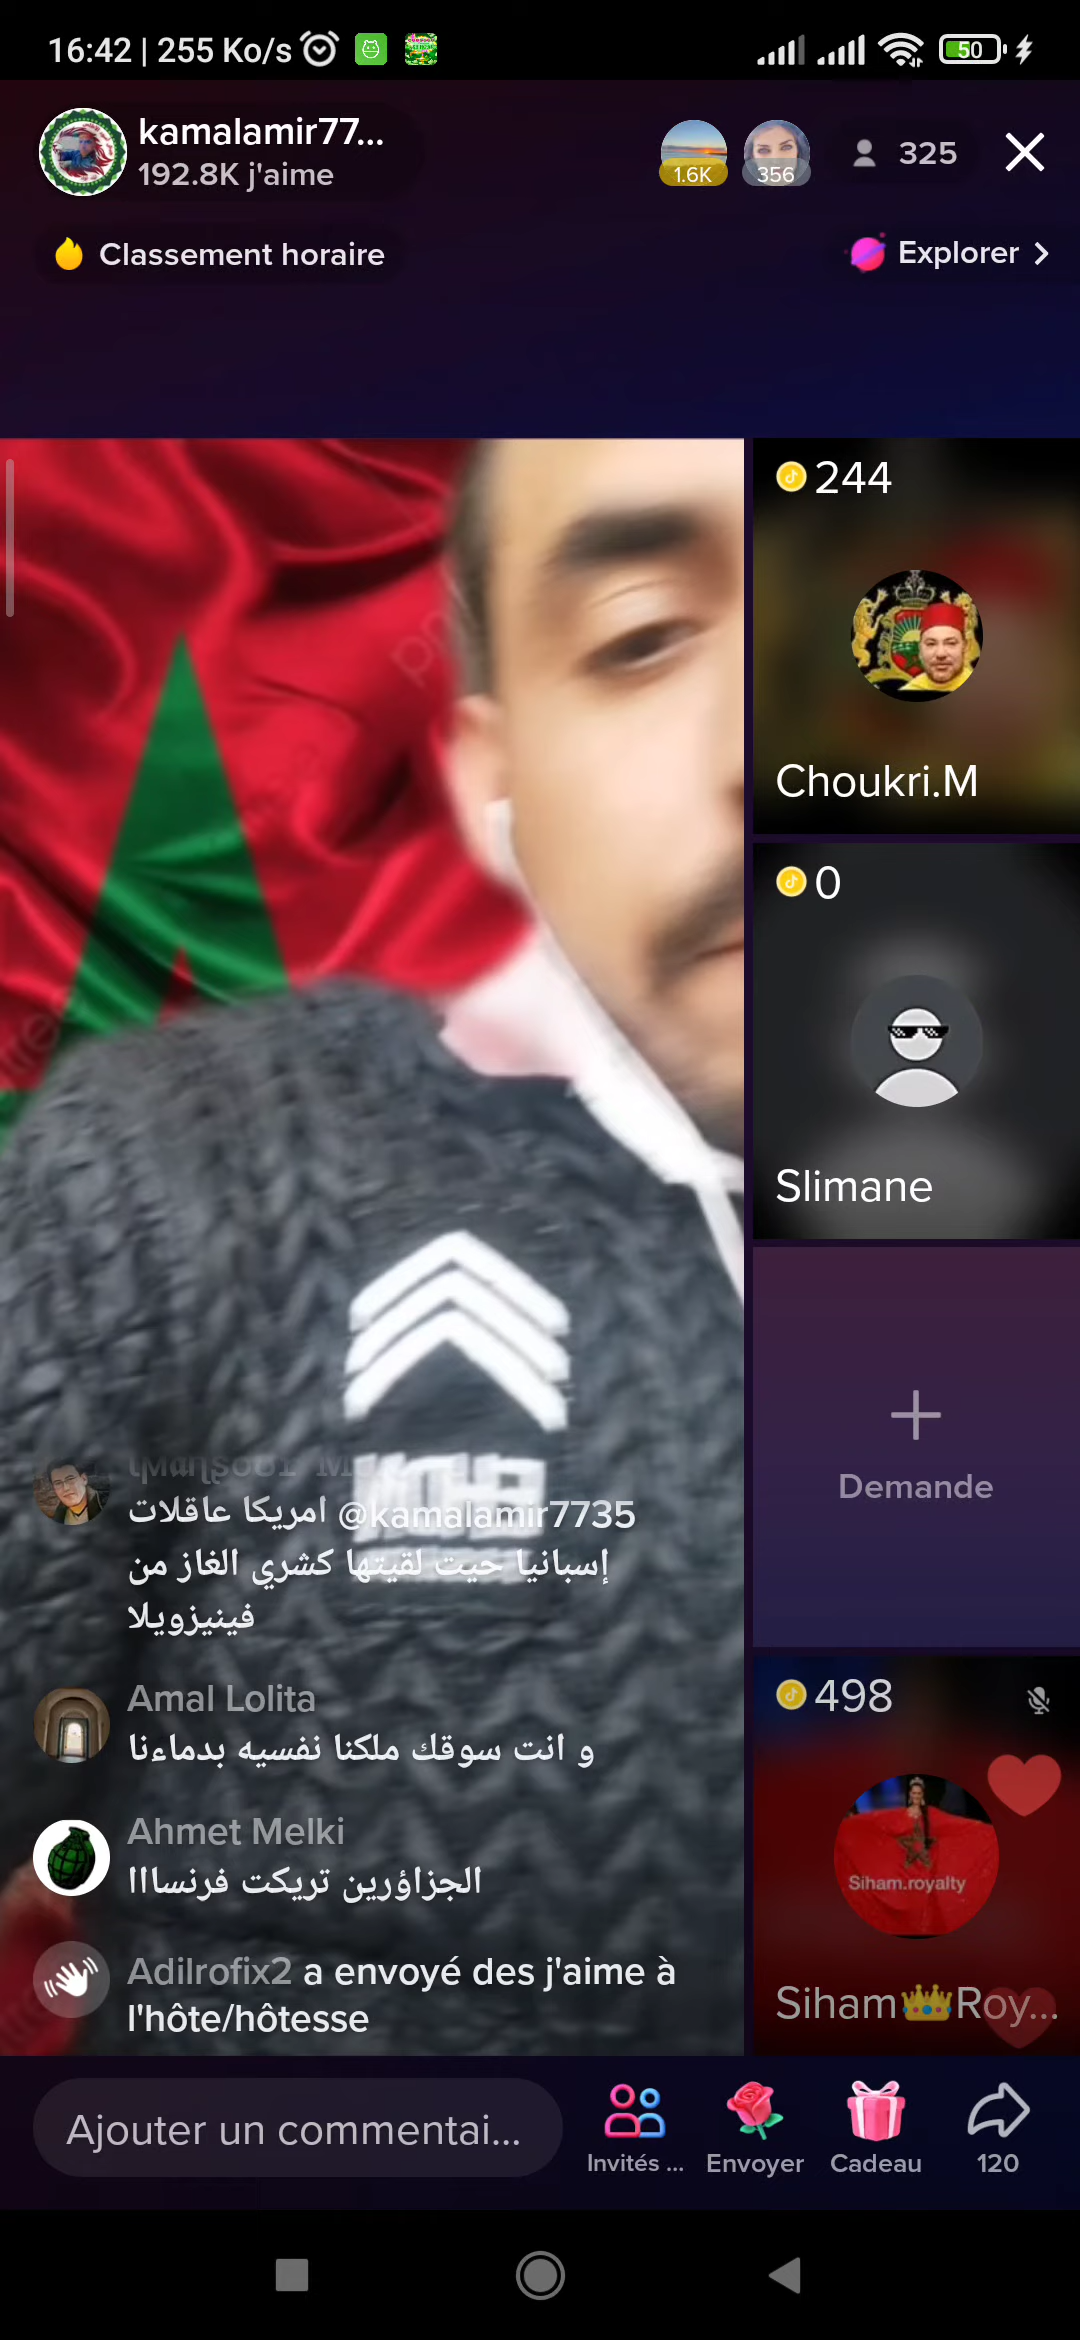 16:42 | 255 Ko/s
50
kamalamir77...
192.8K j'aime
1.6K
356
325
Classement horaire
Explorer
244
Choukri.M
0
Slimane
Demande
498
Siham.royalty
Siham👑Roy...
@kamalamir7735 امريكا عاقلات
إسبانيا حيت لقيتها كشري الغاز من
فينيزويلا
Amal Lolita
و انت سوقك ملكنا نفسيه بدماءنا
Ahmet Melki
الجزاؤرين تريكت فرنسااا
Adilrofix2 a envoyé des j'aime à
l'hôte/hôtesse
Ajouter un commentai...
Invités ...
Envoyer
Cadeau
120